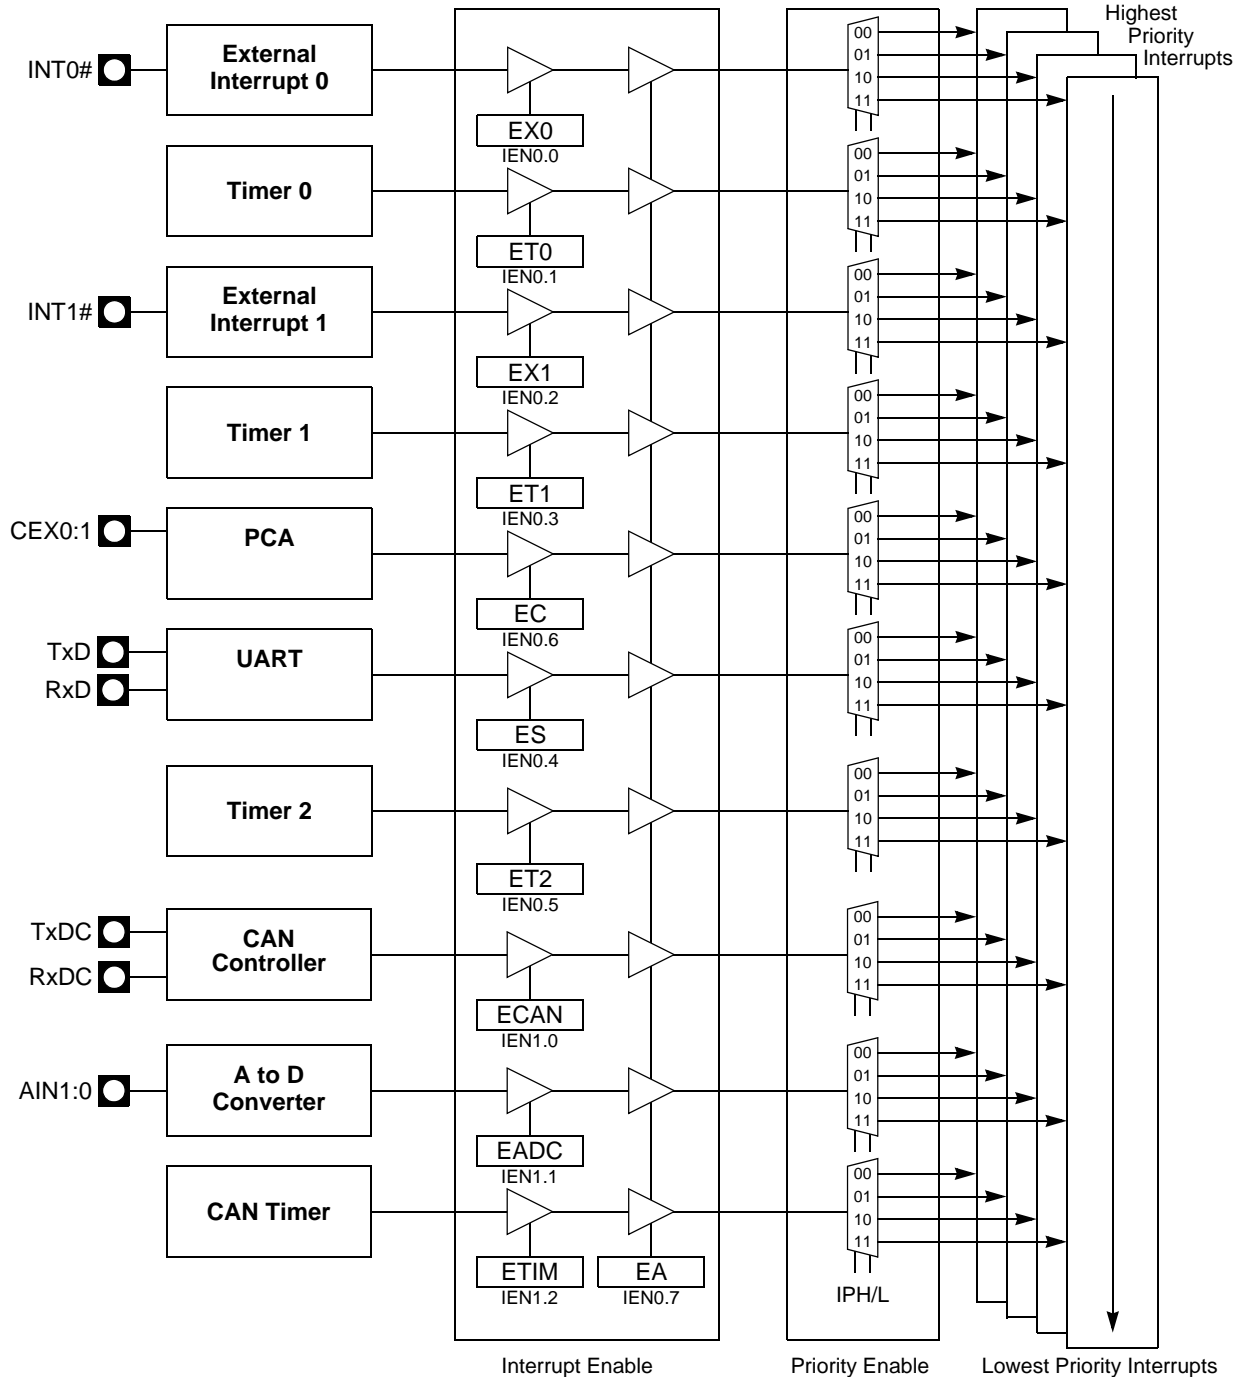 Highest
Priority
Interrupts
INT0#
External
Interrupt 0
EX0
IEN0.0
00
01
10
11
Timer 0
ET0
IEN0.1
00
01
10
11
INT1#
External
Interrupt 1
EX1
IEN0.2
00
01
10
11
Timer 1
ET1
IEN0.3
00
01
10
11
CEX0:1
PCA
EC
IEN0.6
00
01
10
11
TxD
RxD
UART
ES
IEN0.4
00
01
10
11
Timer 2
ET2
IEN0.5
00
01
10
11
TxDC
RxDC
CAN
Controller
ECAN
IEN1.0
00
01
10
11
AIN1:0
A to D
Converter
EADC
IEN1.1
00
01
10
11
CAN Timer
ETIM
IEN1.2
EA
IEN0.7
00
01
10
11
IPH/L
Interrupt Enable
Priority Enable
Lowest Priority Interrupts